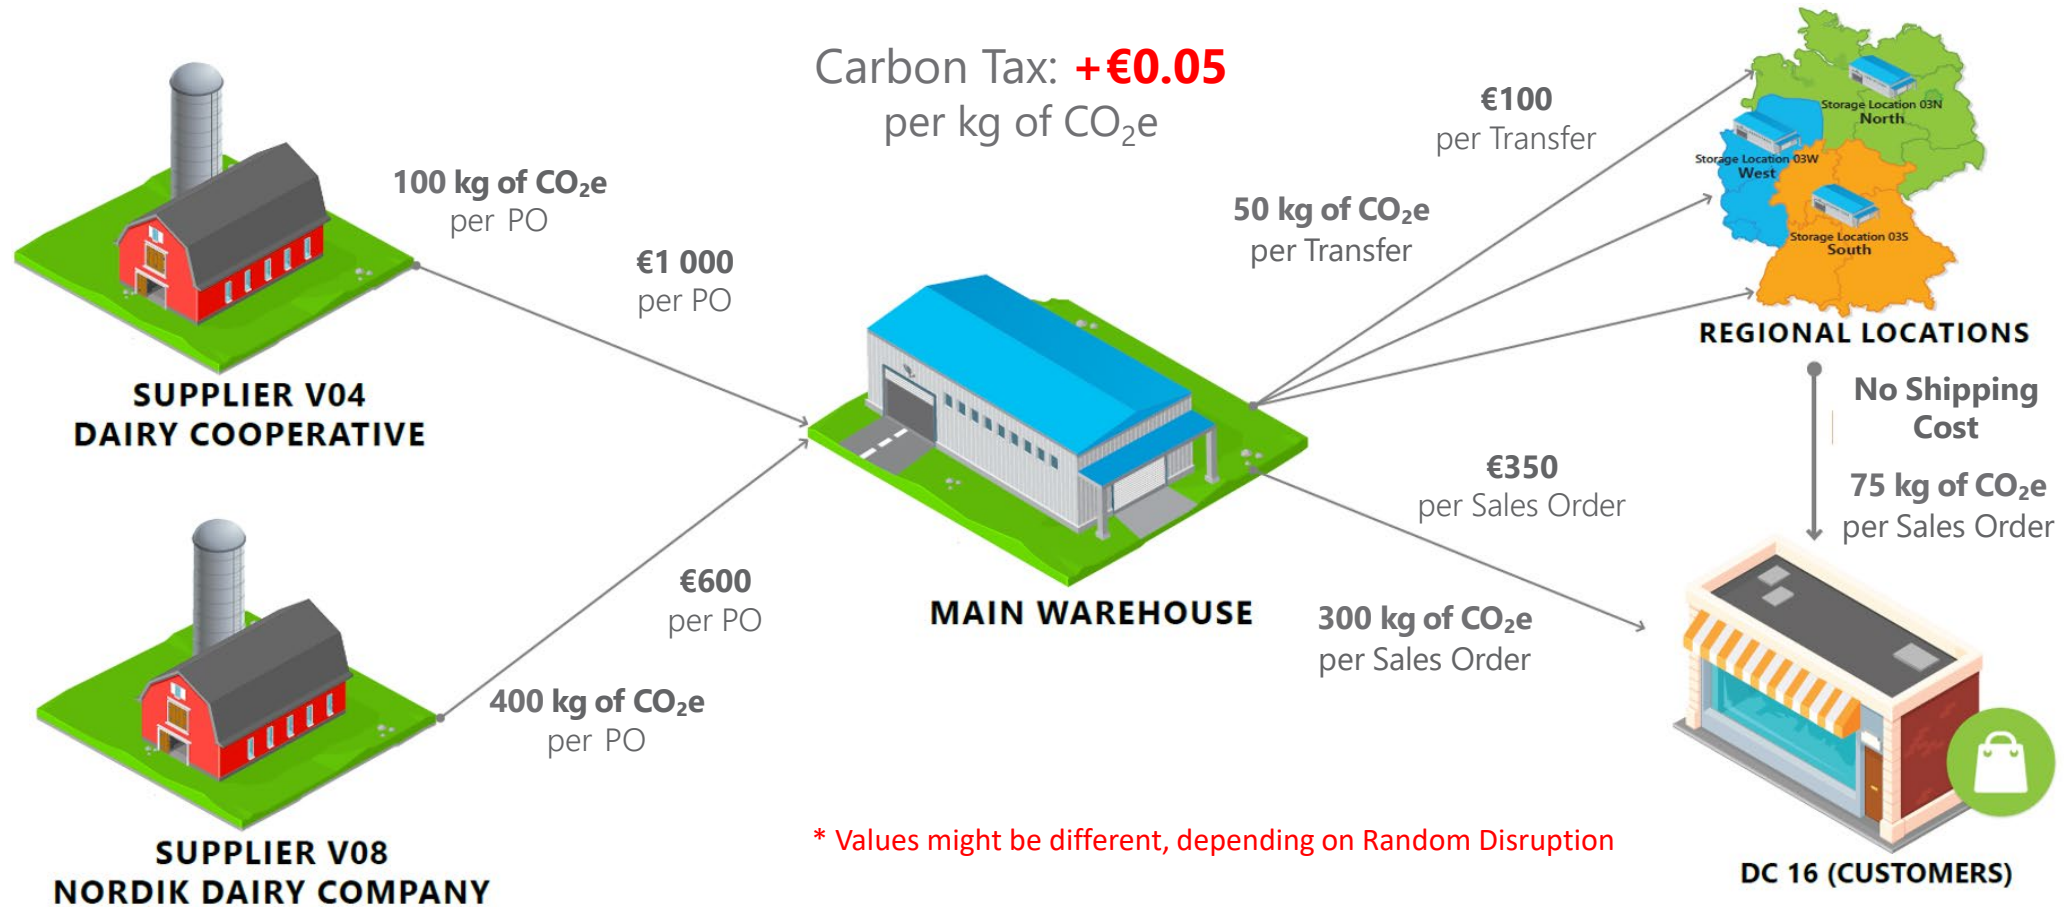 Carbon Tax: +€0.05
per kg of CO₂e
100 kg of CO₂e
per PO
€1 000
per PO
SUPPLIER V04
DAIRY COOPERATIVE
€600
per PO
400 kg of CO₂e
per PO
SUPPLIER V08
NORDIK DAIRY COMPANY
MAIN WAREHOUSE
€100
per Transfer
50 kg of CO₂e
per Transfer
Storage Location 03N
North
Storage Location 03W
West
Storage Location 03S
South
REGIONAL LOCATIONS
No Shipping
Cost
75 kg of CO₂e
per Sales Order
€350
per Sales Order
300 kg of CO₂e
per Sales Order
* Values might be different, depending on Random Disruption
DC 16 (CUSTOMERS)